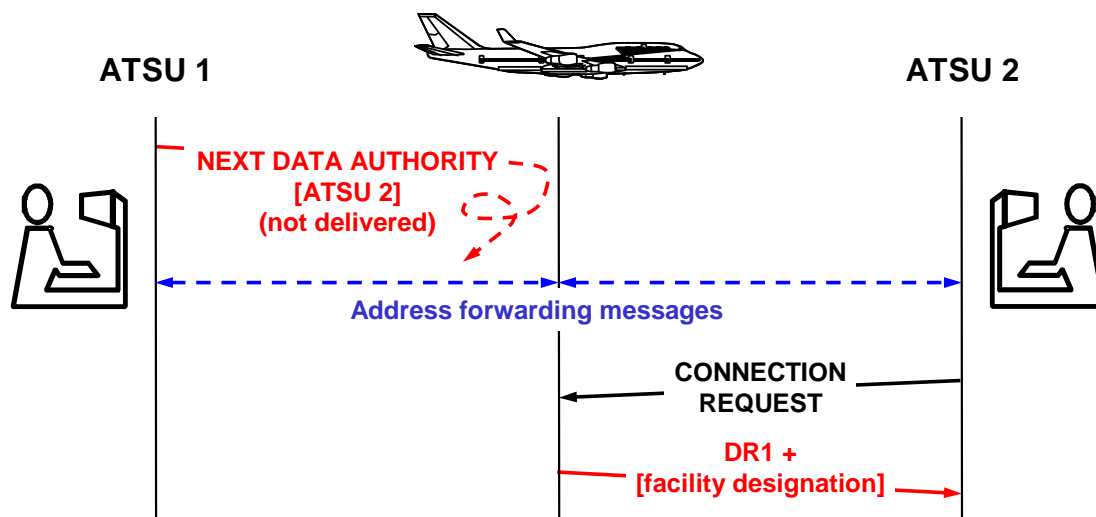 ATSU 1
ATSU 2
NEXT DATA AUTHORITY
[ATSU 2]
(not delivered)
Address forwarding messages
CONNECTION
REQUEST
DR1 +
[facility designation]